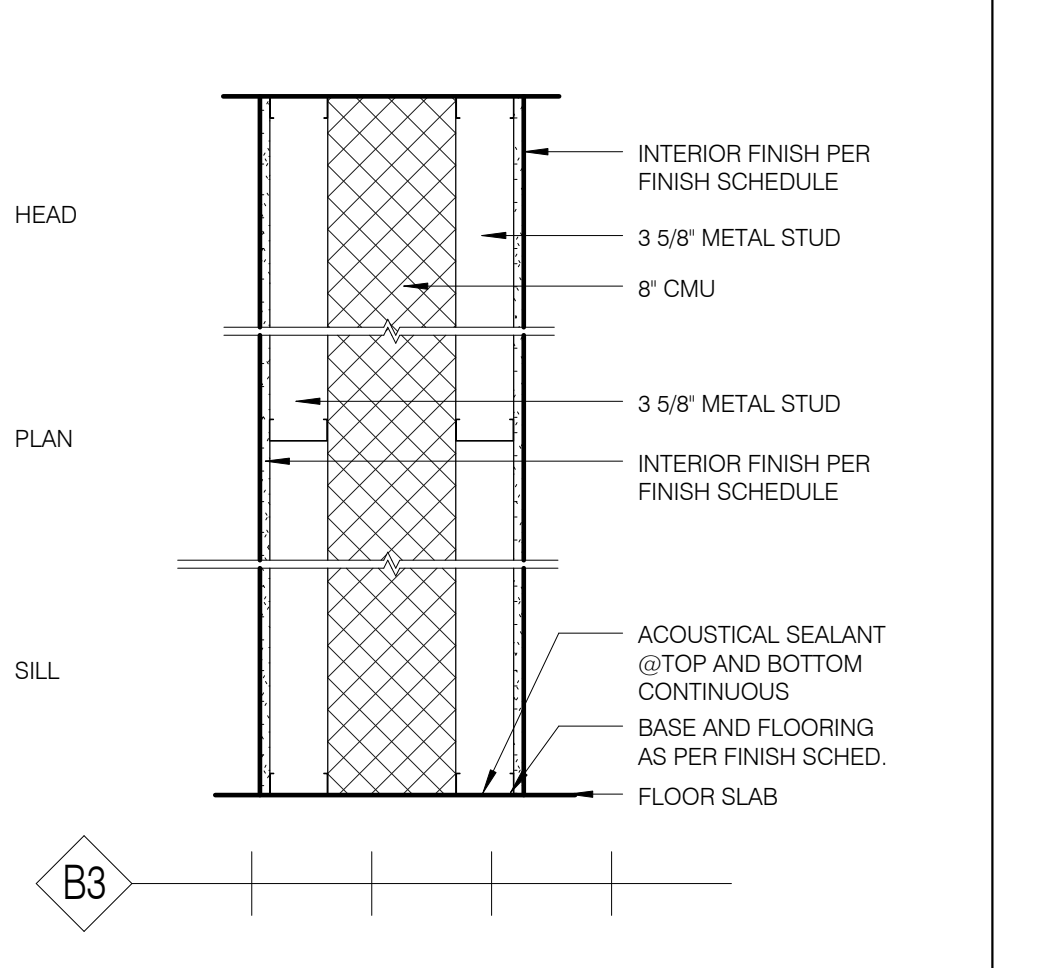 HEAD
INTERIOR FINISH PER
FINISH SCHEDULE
3 5/8" METAL STUD
8" CMU
3 5/8" METAL STUD
PLAN
INTERIOR FINISH PER
FINISH SCHEDULE
ACOUSTICAL SEALANT
@TOP AND BOTTOM
CONTINUOUS
SILL
BASE AND FLOORING
AS PER FINISH SCHED.
FLOOR SLAB
B3